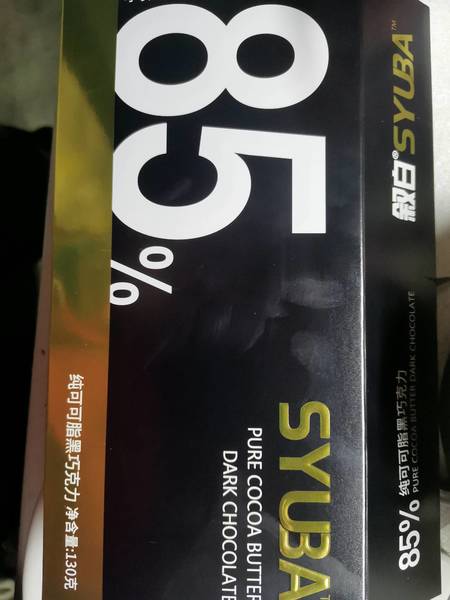 85%
SYUBA
PURE COCOA BUTTER
DARK CHOCOLATE
纯可可脂黑巧克力 净含量:130克
叙白®SYUBA™
85% 纯可可脂黑巧克力
PURE COCOA BUTTER DARK CHOCOLATE